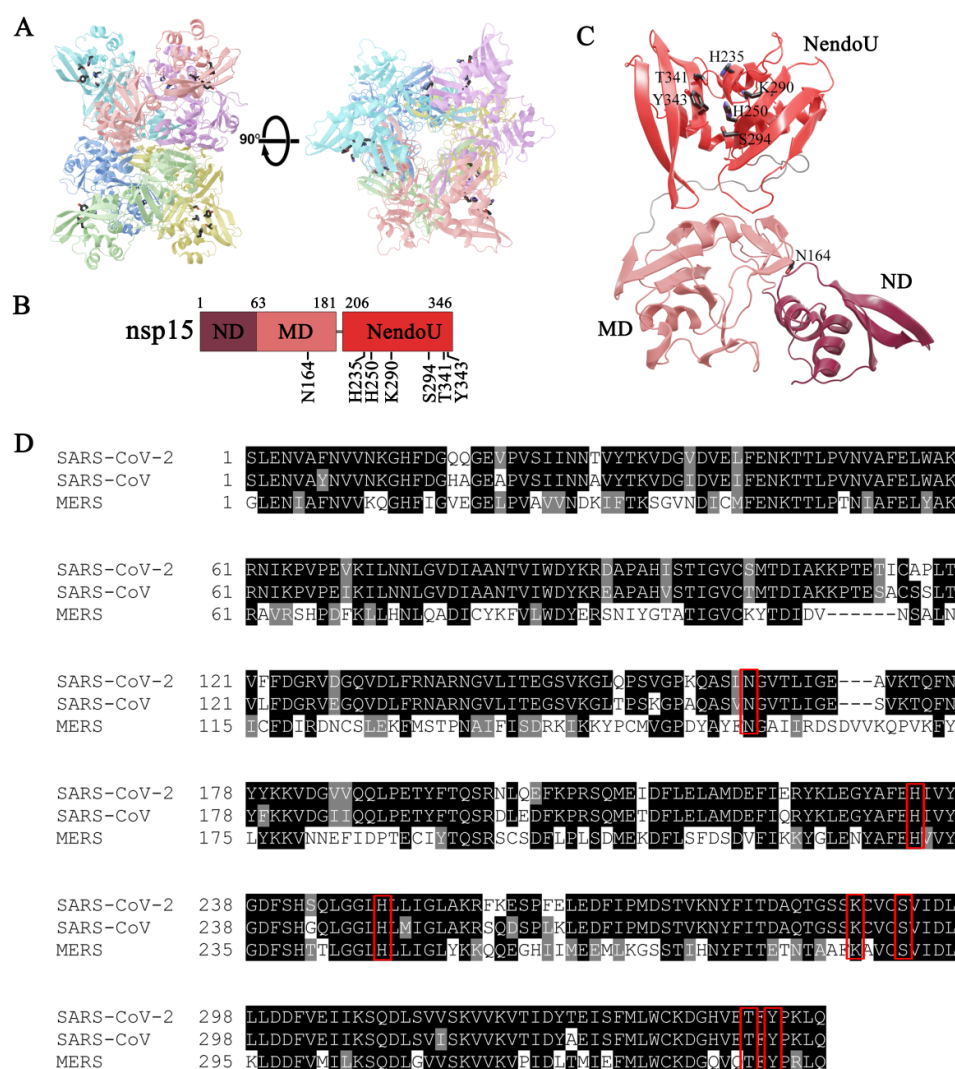 A
90°
B
1 63 181 206 346
nsp15 ND MD NendoU
N164 H235 H250 K290 S294 T341 Y343
C
NendoU
H235
T341
K290
Y343
H250
S294
N164
ND
MD
D
SARS-CoV-2 1 SLENVAFNVVNKGHFDGQQGEVPVSIINNTVYTKVDGVDVELFENKTTLPVNVAFELWAK
SARS-CoV 1 SLENVAYNVVNKGHFDGHAGEAPVSIINNAVYTKVDGIDVEIFENKTTLPVNVAFELWAK
MERS 1 GLENIAFNVVKQGHFIGVEGELPVAVVNDKIFTKSGVNDICMFENKTTLPTNIAFELYAK
SARS-CoV-2 61 RNIKPVPEVKILNNLGVDIAANTVIWDYKRDAPAHISTIGVCSMTDIAKKPTETICAPLT
SARS-CoV 61 RNIKPVPEVKILNNLGVDIAANTVIWDYKREAPAHVSTIGVCTMTDIAKKPTESACSSLT
MERS 61 RAVRSHPDFKLLHNLQADICYKFVLWDYERSNIYGTATIGVCKYTDIDV------NSALN
SARS-CoV-2 121 VFFDGRVDGQVDLFRNARNGVLITEGSVKGLQPSVGPKQASLNGVTLIGE---AVKTQFN
SARS-CoV 121 VLFDGRVEGQVDLFRNARNGVLITEGSVKGLTPSKGPAQASVNGVTLIGE---SVKTQFN
MERS 115 ICFDIRDNCSLEKFMSTPNAIFISDRKIKKYPCMVGPDYAYFNGAIIRDSDVVKQPVKFY
SARS-CoV-2 178 YYKKVDGVVQQLPETYFTQSRNLQEFKPRSQMEIDFLELAMDEFIERYKLEGYAFEHIVY
SARS-CoV 178 YFKKVDGIIQQLPETYFTQSRDLEDFKPRSQMETDFLELAMDEFIQRYKLEGYAFEHIVY
MERS 175 LYKKVNNEFIDPTECIYTQSRSCSDFLPLSDMEKDFLSFDSDVFIKKYGLENYAFEHVVY
SARS-CoV-2 238 GDFSHSQLGGLHLLIGLAKRFKESPFELEDFIPMDSTVKNYFITDAQTGSSKCVCSVIDL
SARS-CoV 238 GDFSHGQLGGLHLMIGLAKRSQDSPLKLEDFIPMDSTVKNYFITDAQTGSSKCVCSVIDL
MERS 235 GDFSHTTLGGLHLLIGLYKKQQEGHIIMEEMLKGSSTIHNYFITETNTAAFKAVCSVIDL
SARS-CoV-2 298 LLDDFVEIIKSQDLSVVSKVVKVTIDYTEISFMLWCKDGHVETFYPKLQ
SARS-CoV 298 LLDDFVEIIKSQDLSVISKVVKVTIDYAEISFMLWCKDGHVETFYPKLQ
MERS 295 KLDDFVMILKSQDLGVVSKVVKVPIDLTMIEFMLWCKDGQVQTFYPRLQ